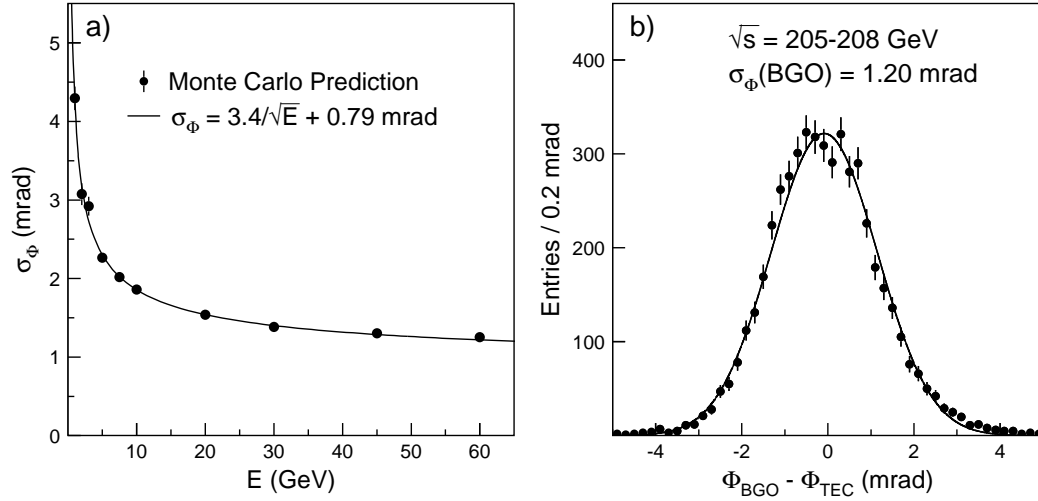 a)
Monte Carlo Prediction
σΦ = 3.4/√E + 0.79 mrad
σΦ (mrad)
5
4
3
2
1
0
10 20 30 40 50 60
E (GeV)
b)
√s = 205-208 GeV
σΦ(BGO) = 1.20 mrad
Entries / 0.2 mrad
400
300
200
100
-4 -2 0 2 4
ΦBGO - ΦTEC (mrad)